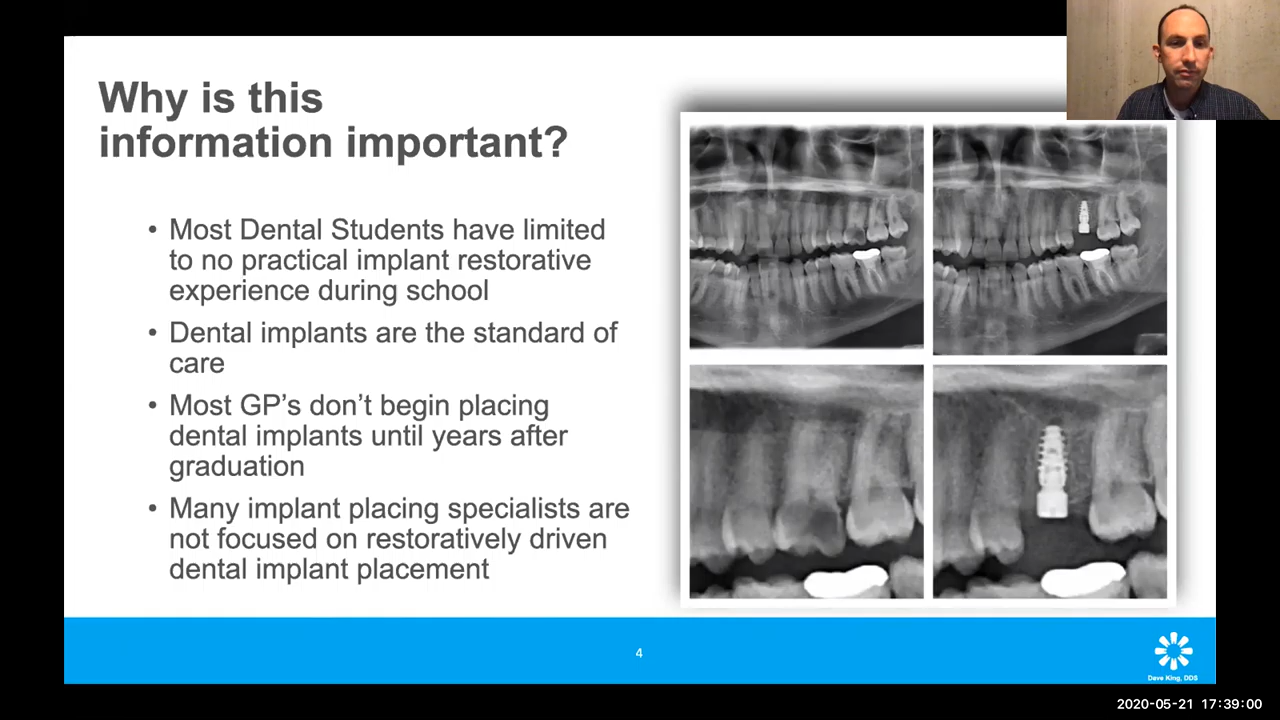 Why is this
information important?
• Most Dental Students have limited
to no practical implant restorative
experience during school
• Dental implants are the standard of
care
• Most GP’s don’t begin placing
dental implants until years after
graduation
• Many implant placing specialists are
not focused on restoratively driven
dental implant placement
4
Dave King, DDS
2020-05-21 17:39:00